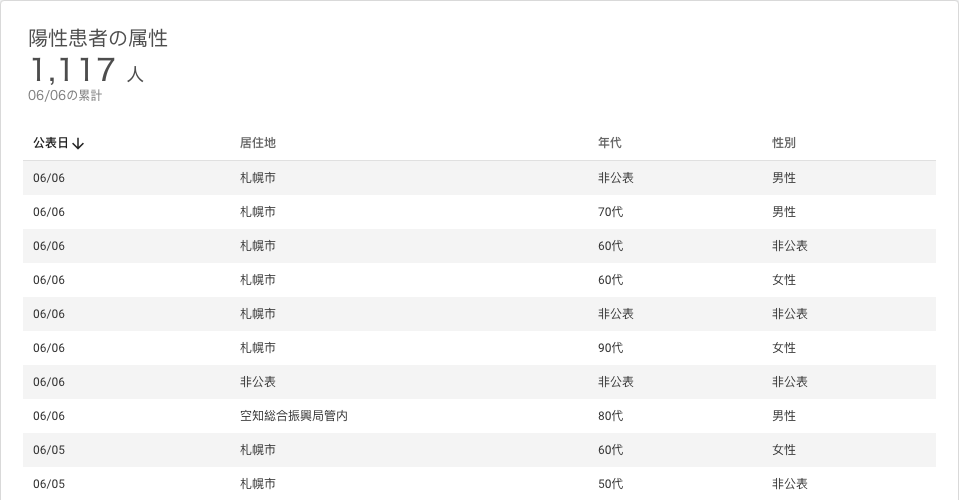 陽性患者の属性
1,117 人
06/06の累計
公表日↓ 居住地 年代 性別
06/06 札幌市 非公表 男性
06/06 札幌市 70代 男性
06/06 札幌市 60代 非公表
06/06 札幌市 60代 女性
06/06 札幌市 非公表 非公表
06/06 札幌市 90代 女性
06/06 非公表 非公表 非公表
06/06 空知総合振興局管内 80代 男性
06/05 札幌市 60代 女性
06/05 札幌市 50代 非公表